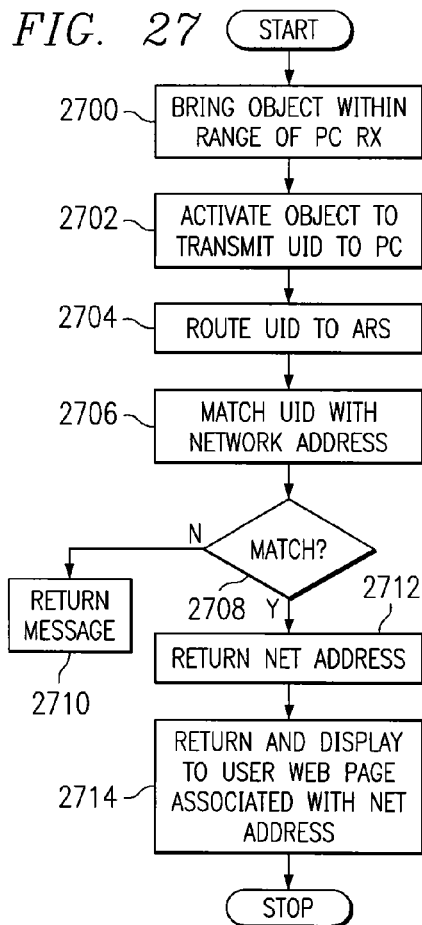 FIG. 27
START
2700
BRING OBJECT WITHIN
RANGE OF PC RX
2702
ACTIVATE OBJECT TO
TRANSMIT UID TO PC
2704
ROUTE UID TO ARS
2706
MATCH UID WITH
NETWORK ADDRESS
N
MATCH?
2708
Y
2712
RETURN
MESSAGE
2710
RETURN NET ADDRESS
2714
RETURN AND DISPLAY
TO USER WEB PAGE
ASSOCIATED WITH NET
ADDRESS
STOP